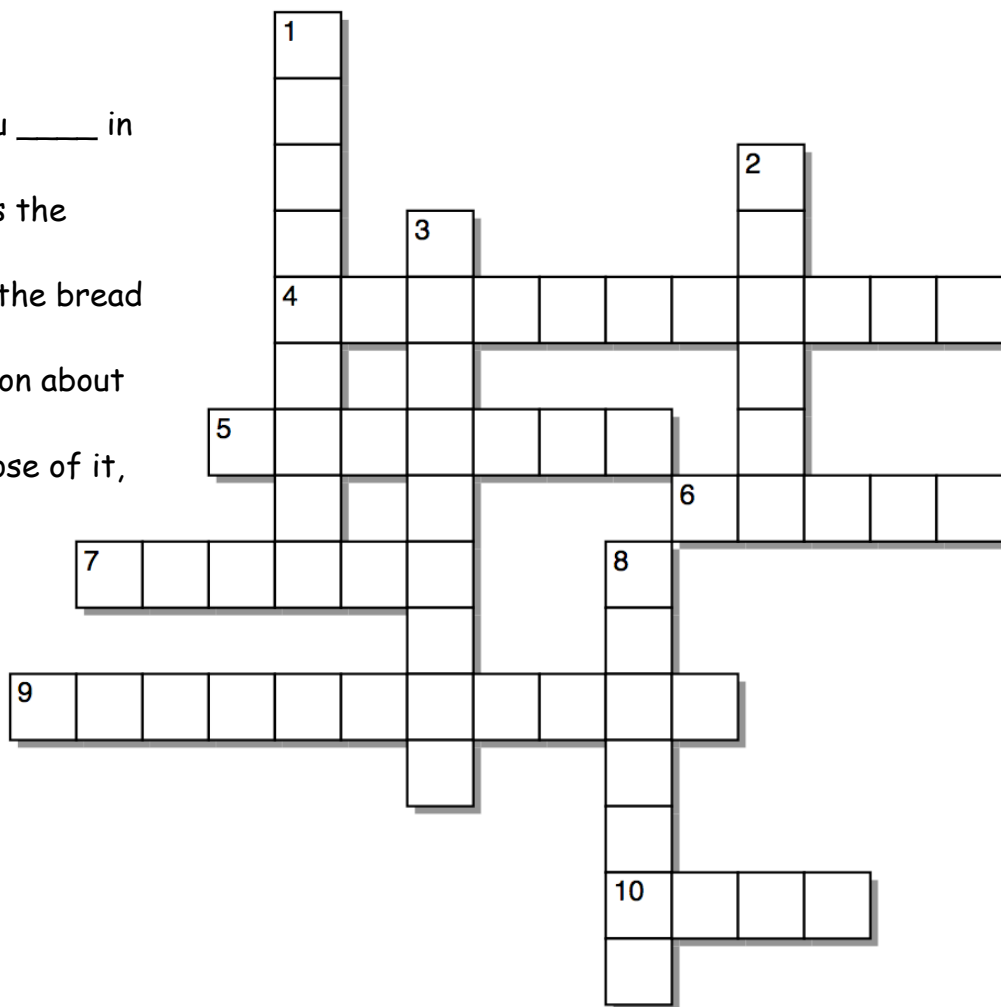 1
u ____ in
2
s the
3
4
the bread
on about
5
ose of it,
6
7
8
9
10